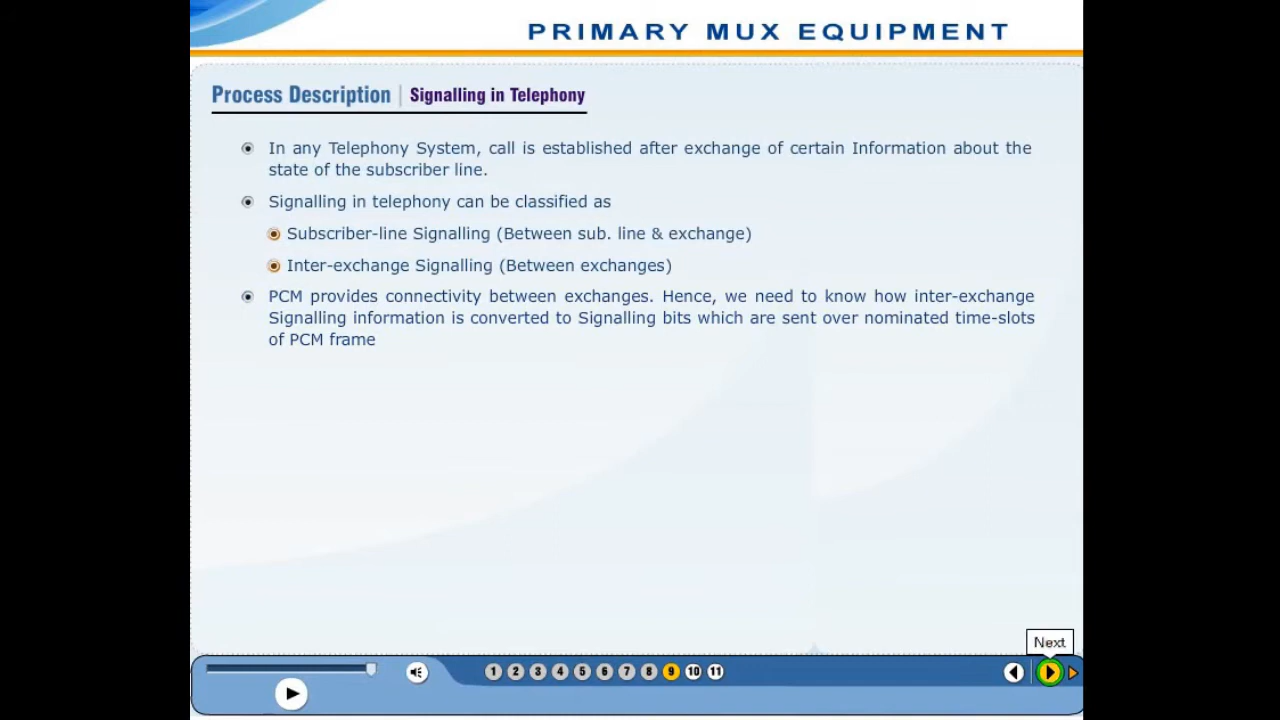 PRIMARY MUX EQUIPMENT
Process Description | Signalling in Telephony
In any Telephony System, call is established after exchange of certain Information about the
state of the subscriber line.
Signalling in telephony can be classified as
Subscriber-line Signalling (Between sub. line & exchange)
Inter-exchange Signalling (Between exchanges)
PCM provides connectivity between exchanges. Hence, we need to know how inter-exchange
Signalling information is converted to Signalling bits which are sent over nominated time-slots
of PCM frame
Next
1 2 3 4 5 6 7 8 9 10 11